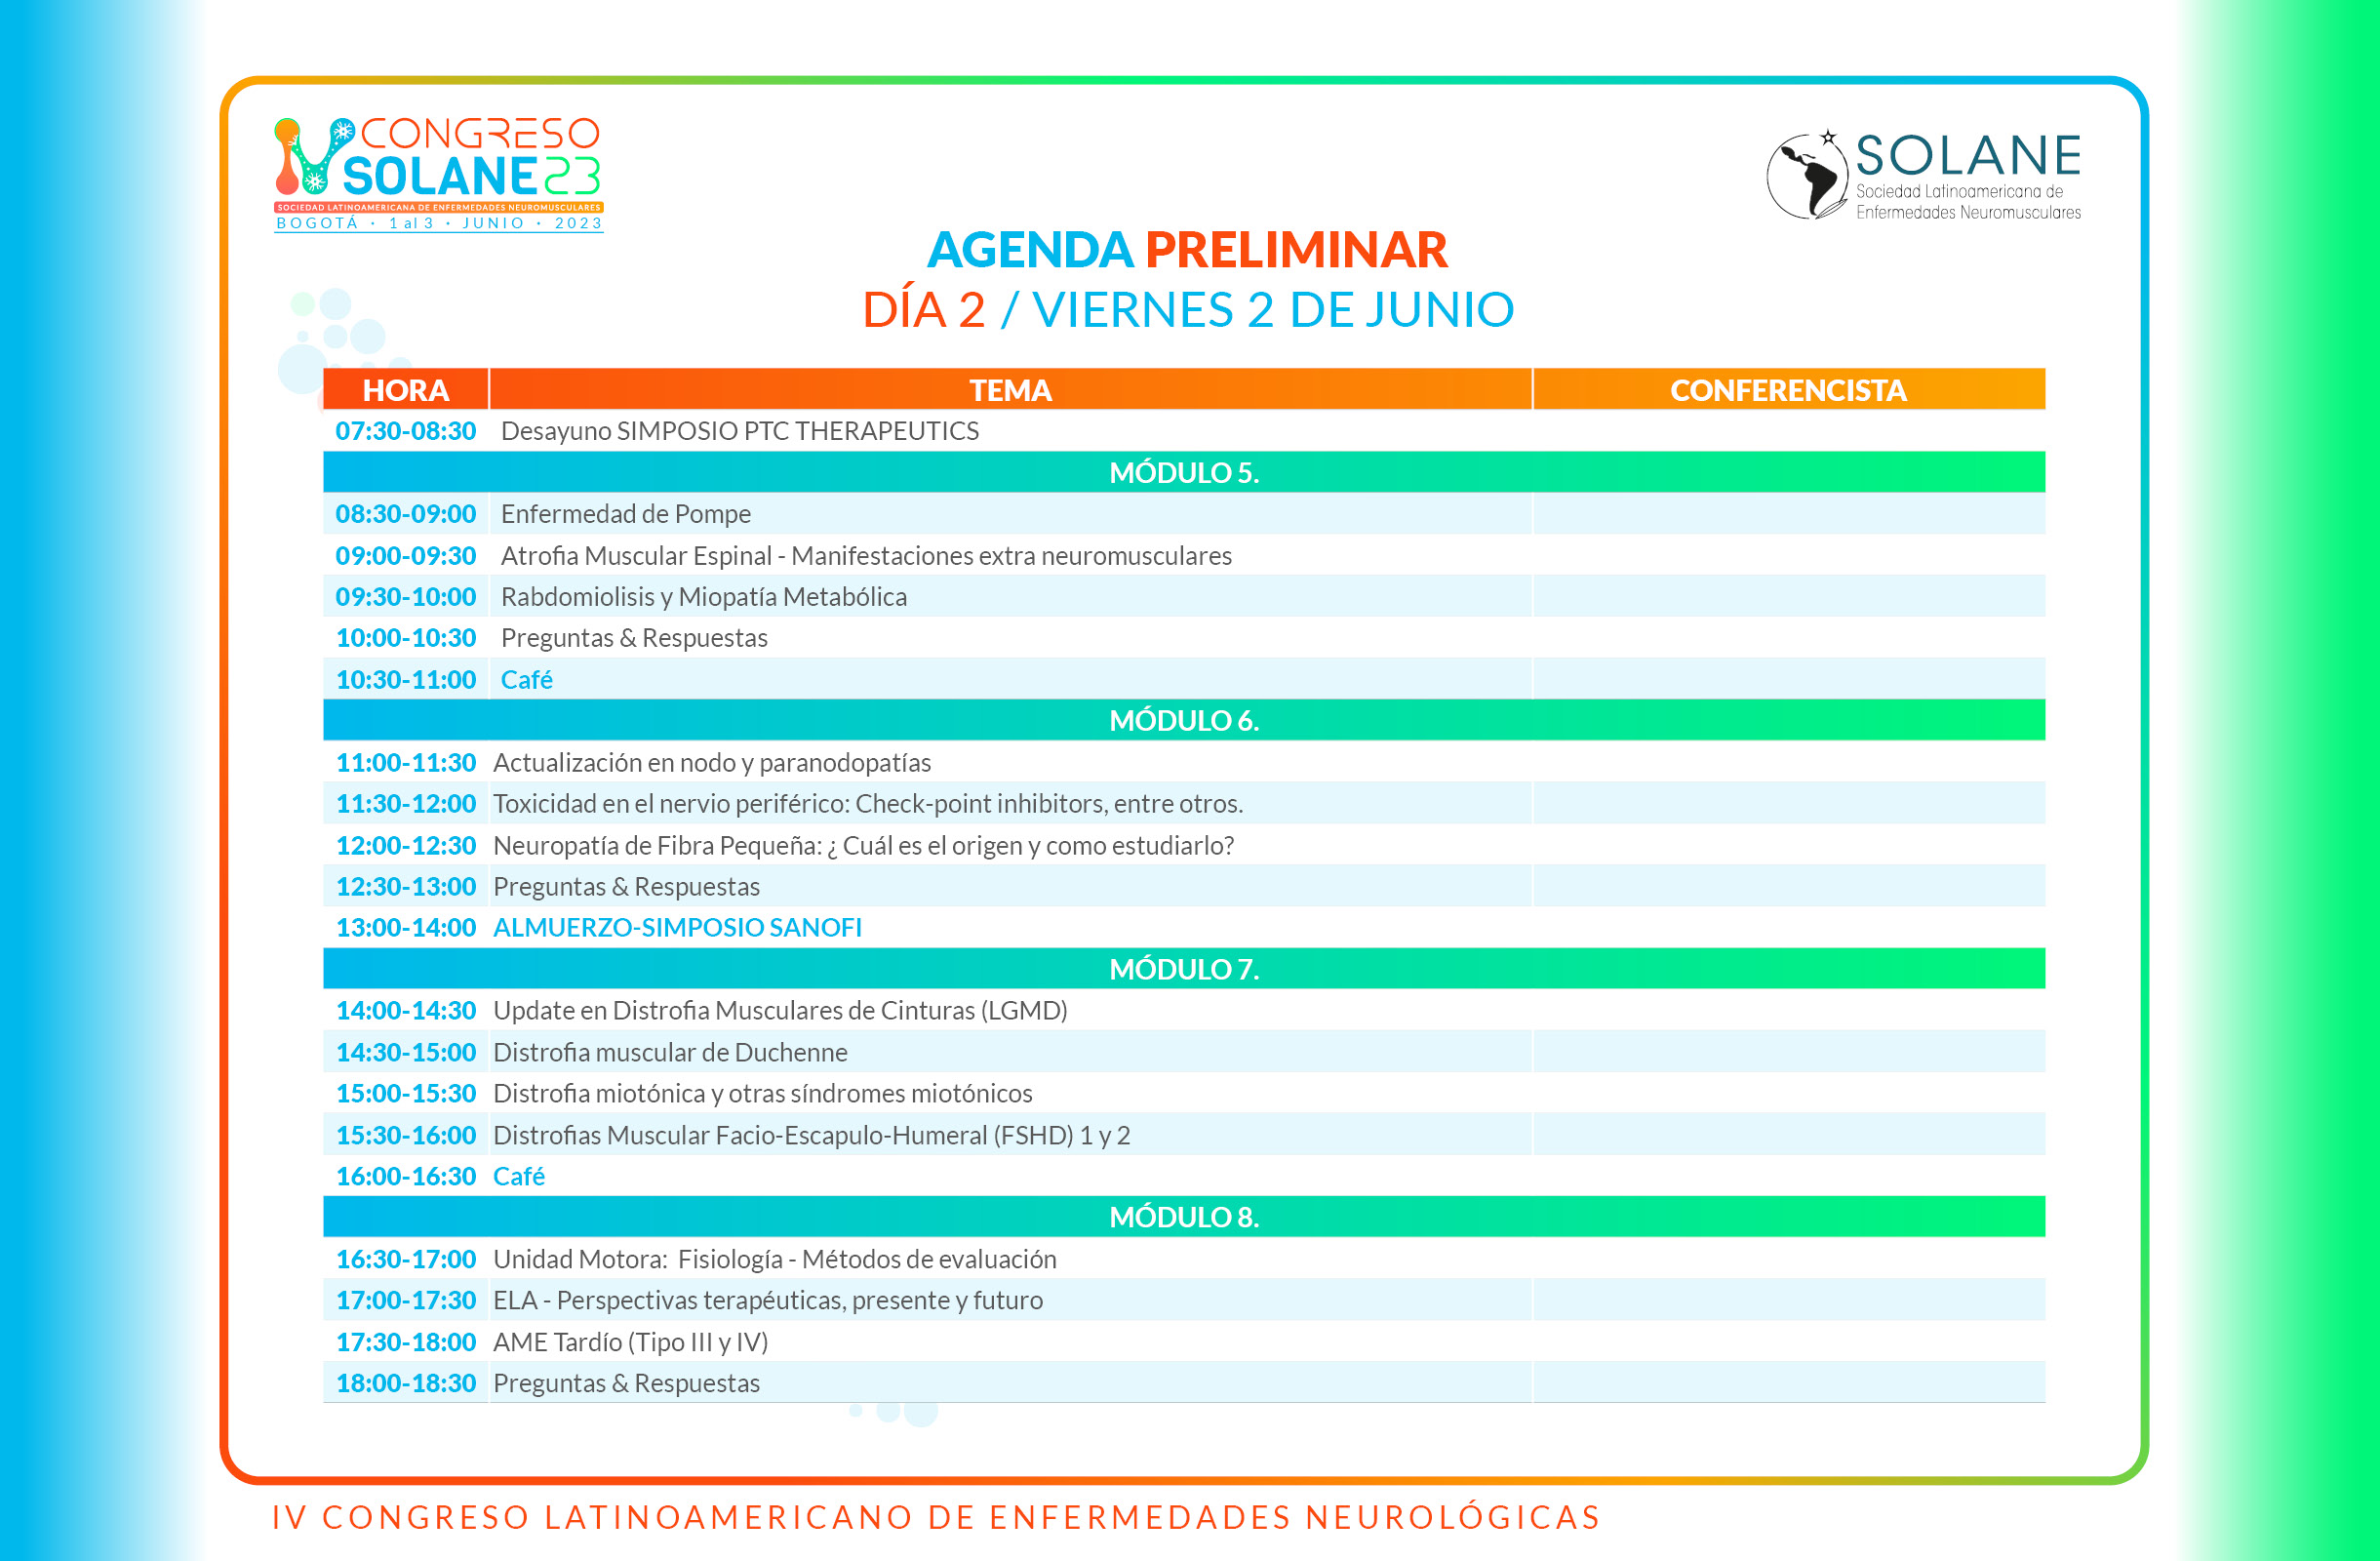 IV CONGRESO
SOLANE 23
SOCIEDAD LATINOAMERICANA DE ENFERMEDADES NEUROMUSCULARES
BOGOTÁ · 1 al 3 · JUNIO · 2023
SOLANE
Sociedad Latinoamericana de
Enfermedades Neuromusculares
AGENDA PRELIMINAR
DÍA 2 / VIERNES 2 DE JUNIO
HORA TEMA CONFERENCISTA
07:30-08:30 Desayuno SIMPOSIO PTC THERAPEUTICS
MÓDULO 5.
08:30-09:00 Enfermedad de Pompe
09:00-09:30 Atrofia Muscular Espinal - Manifestaciones extra neuromusculares
09:30-10:00 Rabdomiolisis y Miopatía Metabólica
10:00-10:30 Preguntas & Respuestas
10:30-11:00 Café
MÓDULO 6.
11:00-11:30 Actualización en nodo y paranodopatías
11:30-12:00 Toxicidad en el nervio periférico: Check-point inhibitors, entre otros.
12:00-12:30 Neuropatía de Fibra Pequeña: ¿ Cuál es el origen y como estudiarlo?
12:30-13:00 Preguntas & Respuestas
13:00-14:00 ALMUERZO-SIMPOSIO SANOFI
MÓDULO 7.
14:00-14:30 Update en Distrofia Musculares de Cinturas (LGMD)
14:30-15:00 Distrofia muscular de Duchenne
15:00-15:30 Distrofia miotónica y otras síndromes miotónicos
15:30-16:00 Distrofias Muscular Facio-Escapulo-Humeral (FSHD) 1 y 2
16:00-16:30 Café
MÓDULO 8.
16:30-17:00 Unidad Motora: Fisiología - Métodos de evaluación
17:00-17:30 ELA - Perspectivas terapéuticas, presente y futuro
17:30-18:00 AME Tardío (Tipo III y IV)
18:00-18:30 Preguntas & Respuestas
IV CONGRESO LATINOAMERICANO DE ENFERMEDADES NEUROLÓGICAS